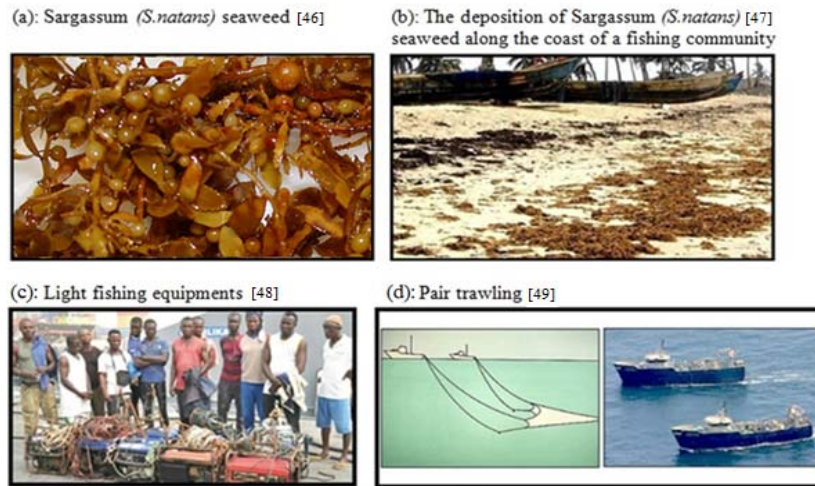 (a): Sargassum (S.natans) seaweed [46]
(b): The deposition of Sargassum (S.natans) [47]
seaweed along the coast of a fishing community
(c): Light fishing equipments [48]
(d): Pair trawling [49]